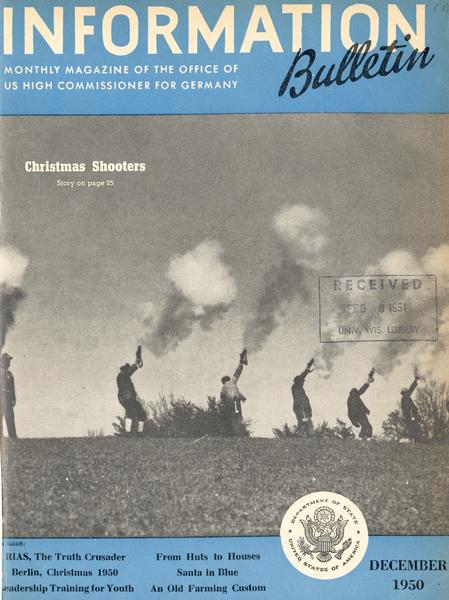 INFORMATION
Bulletin
MONTHLY MAGAZINE OF THE OFFICE OF
US HIGH COMMISSIONER FOR GERMANY
Christmas Shooters
Story on page 25
RECEIVED
FEB 8 1951
UNIV. WIS. LIBRARY
DEPARTMENT OF STATE
UNITED STATES OF AMERICA
ISSUE:
RIAS, The Truth Crusader
Berlin, Christmas 1950
Leadership Training for Youth
From Huts to Houses
Santa in Blue
An Old Farming Custom
DECEMBER
1950